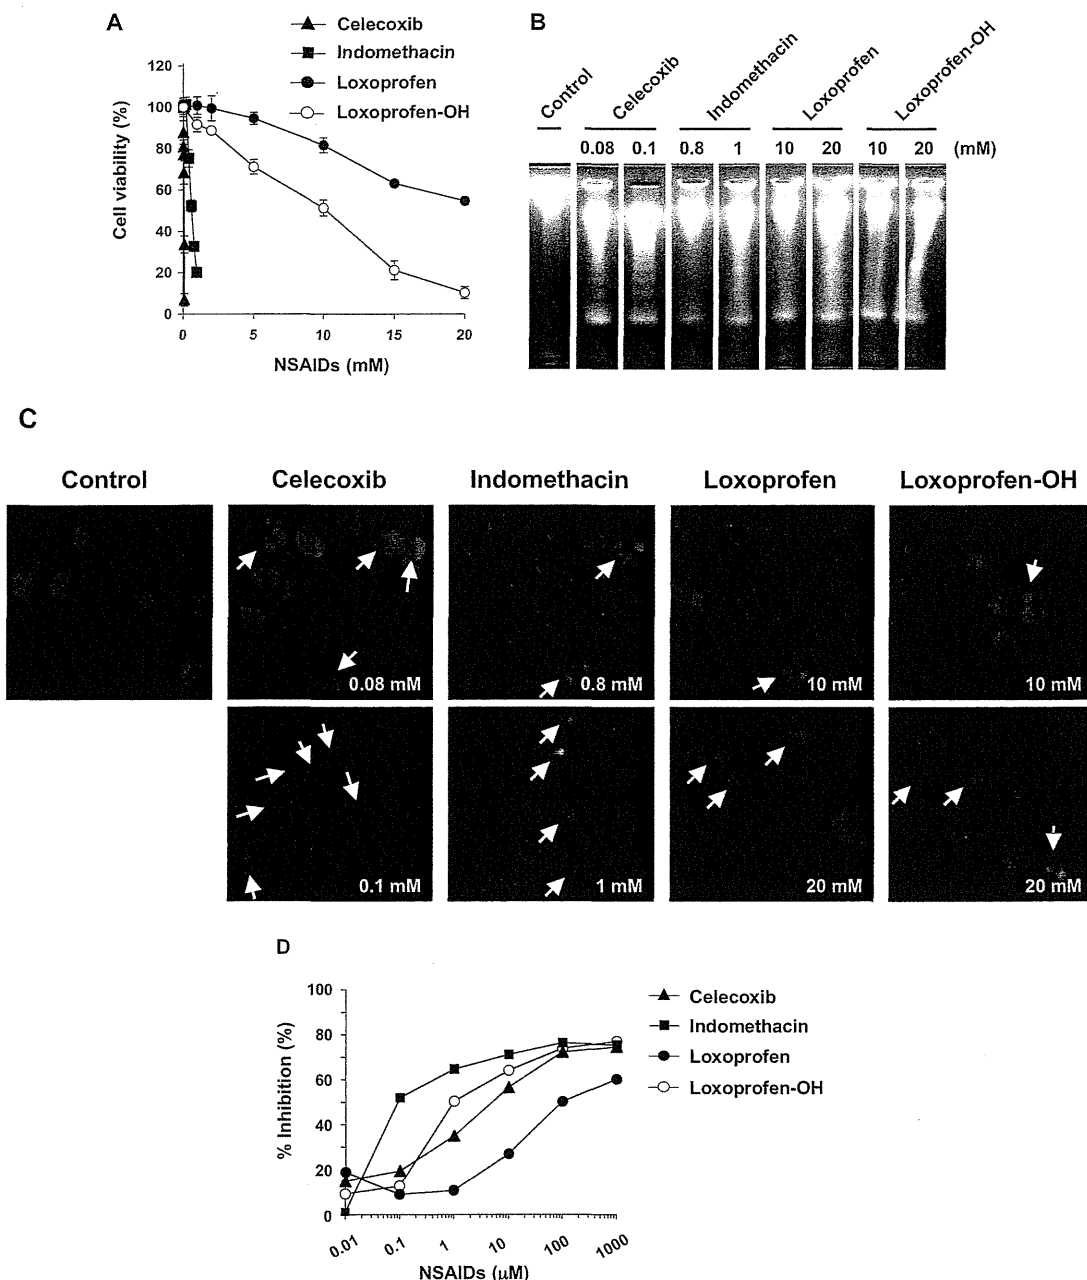 A
Celecoxib
Indomethacin
Loxoprofen
Loxoprofen-OH
120
100
80
60
40
20
0
Cell viability (%)
0 5 10 15 20
NSAIDs (mM)
B
Control
Celecoxib
Indomethacin
Loxoprofen
Loxoprofen-OH
0.08 0.1 0.8 1 10 20 10 20 (mM)
C
Control Celecoxib Indomethacin Loxoprofen Loxoprofen-OH
0.08 mM 0.8 mM 10 mM 10 mM
0.1 mM 1 mM 20 mM 20 mM
D
Celecoxib
Indomethacin
Loxoprofen
Loxoprofen-OH
100
80
60
40
20
0
% Inhibition (%)
0.01 0.1 1 10 100 1000
NSAIDs (μM)